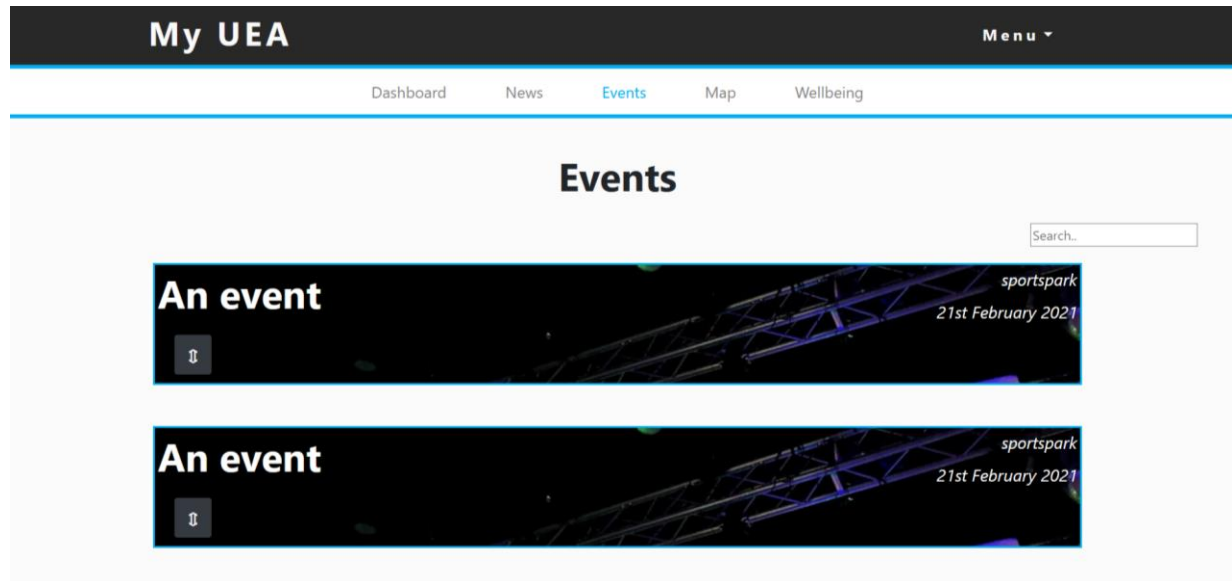 My UEA Menu
Dashboard News Events Map Wellbeing
Events
Search..
An event sportspark
21st February 2021
An event sportspark
21st February 2021